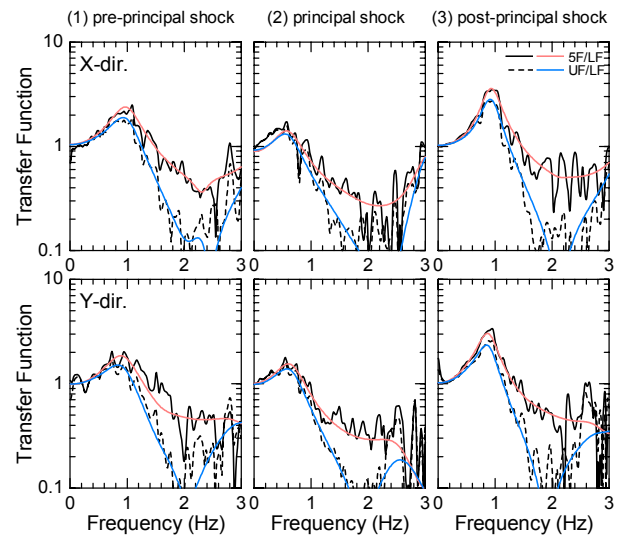 (1) pre-principal shock (2) principal shock (3) post-principal shock
10 X-dir. 5F/LF
UF/LF
Transfer Function
1
0.1
0 1 2 3 0 1 2 3 0 1 2 3
10 Y-dir.
Transfer Function
1
0.1
0 1 2 3 0 1 2 3 0 1 2 3
Frequency (Hz) Frequency (Hz) Frequency (Hz)